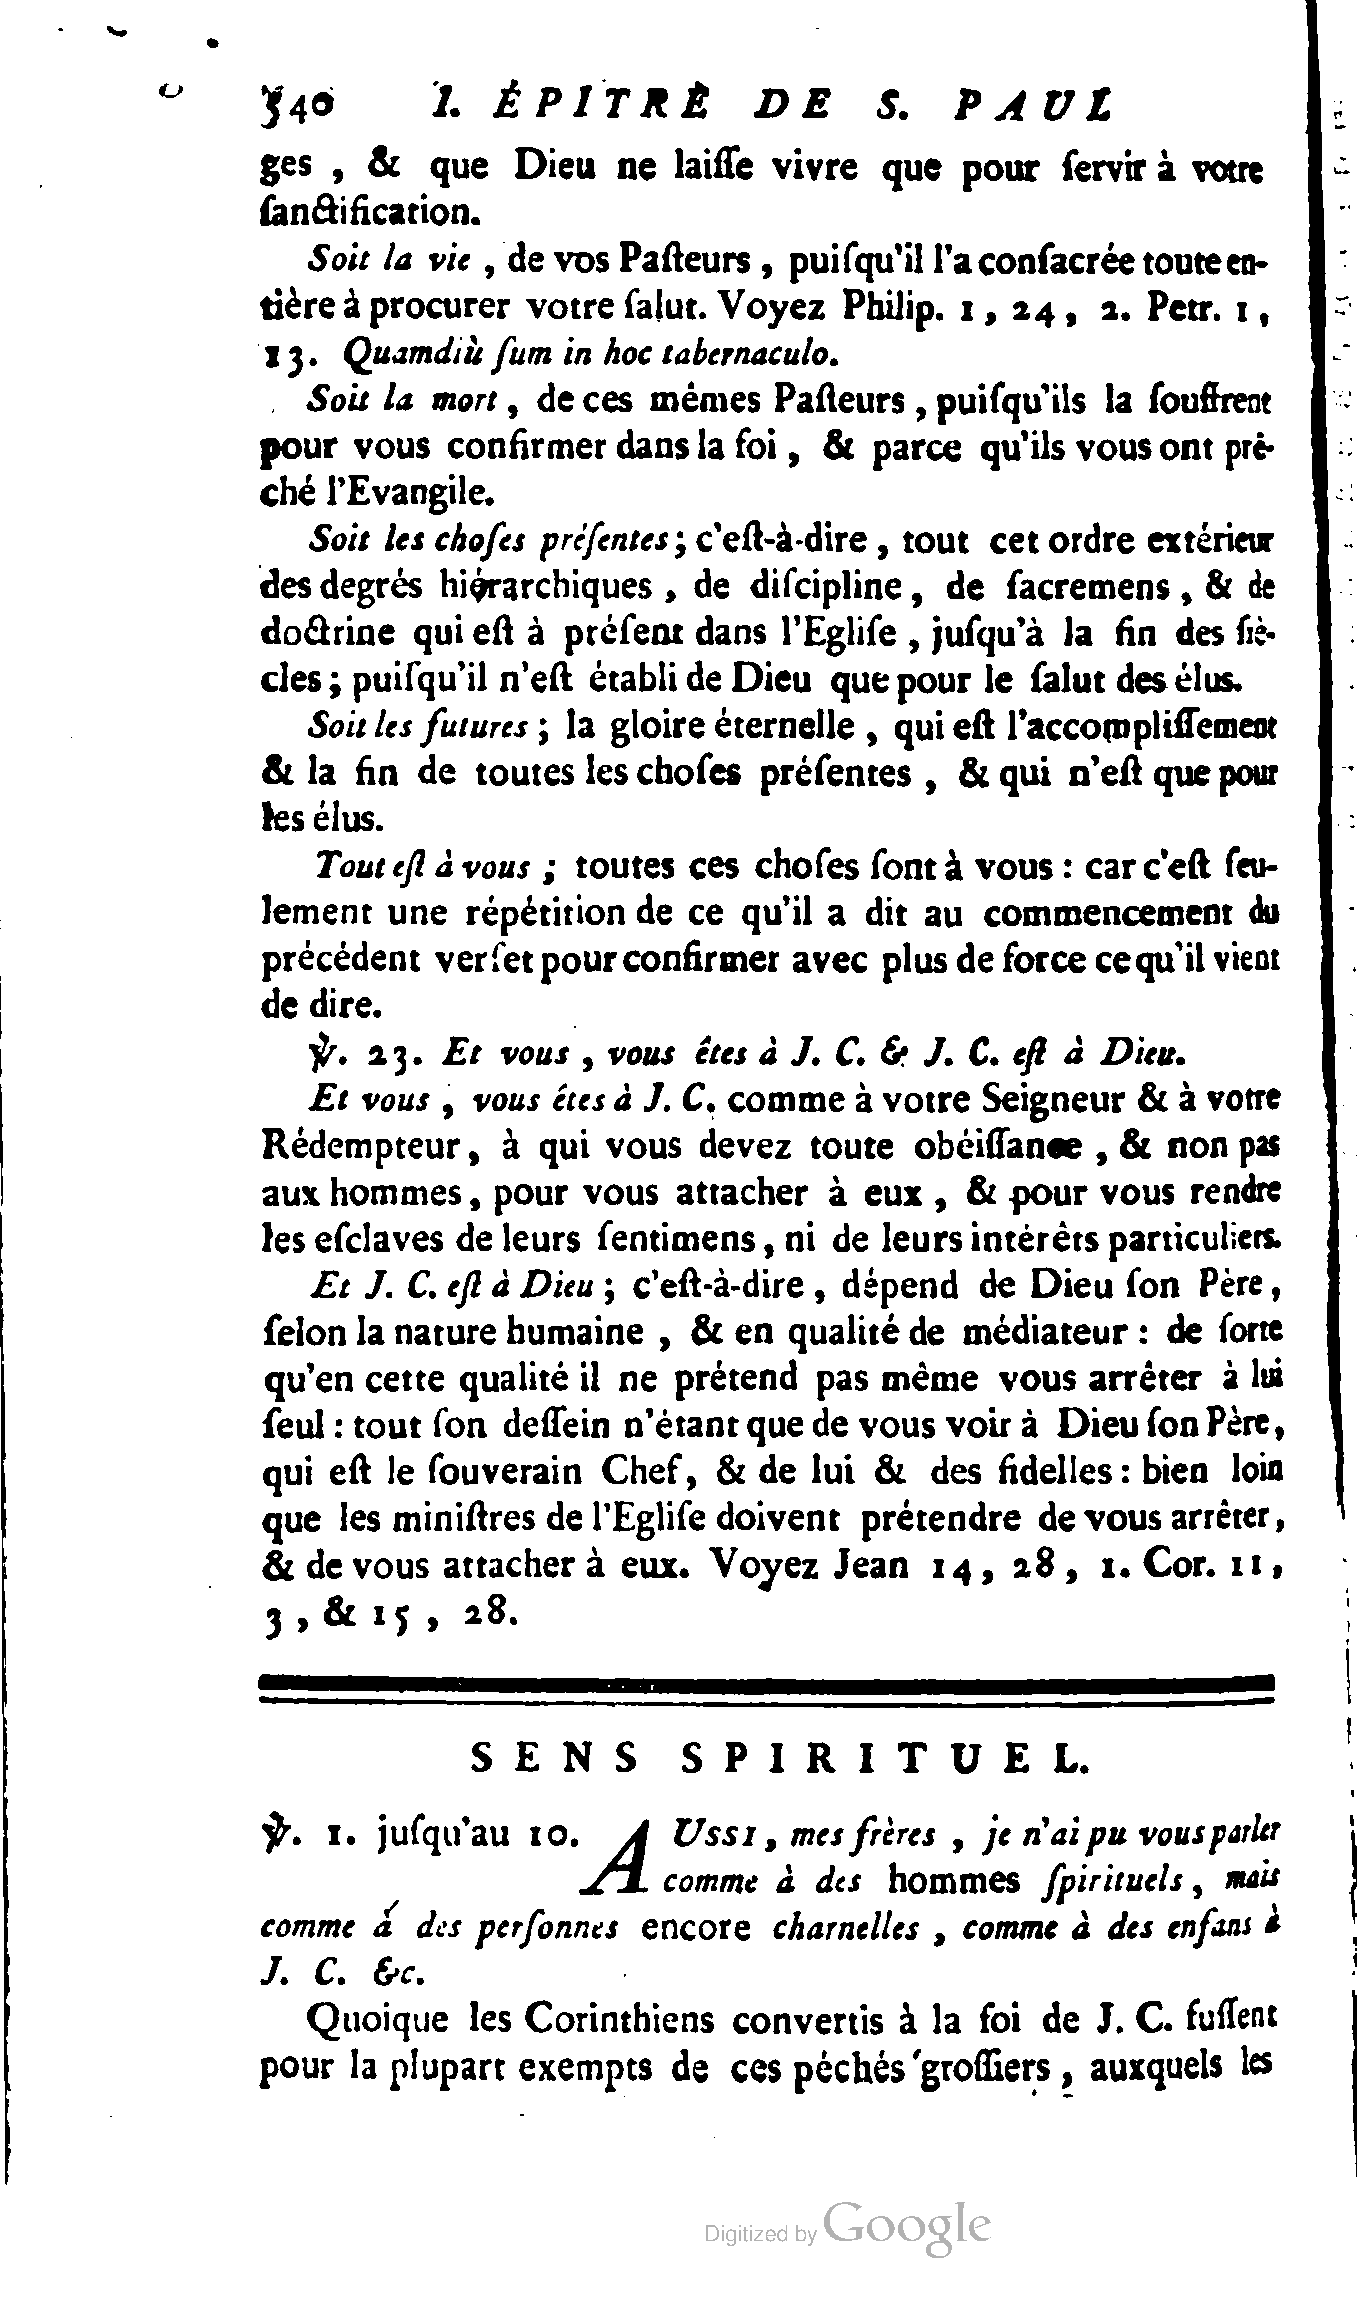 540 I. ÉPITRE DE S. PAUL
ges , & que Dieu ne laiſſe vivre que pour ſervir à votre
ſanctification.
Soit la vie , de vos Paſteurs , puiſqu'il l'a conſacrée toute en-
tière à procurer votre ſalut. Voyez Philip. 1 , 24 , 2. Petr. 1 ,
13. Quamdiù ſum in hoc tabernaculo.
Soit la mort , de ces mêmes Paſteurs , puiſqu'ils la ſouffrent
pour vous confirmer dans la foi , & parce qu'ils vous ont prê-
ché l'Evangile.
Soit les choſes préſentes ; c'eſt-à-dire , tout cet ordre extérieur
des degrés hiérarchiques , de diſcipline , de ſacremens , & de
doctrine qui eſt à préſent dans l'Egliſe , juſqu'à la fin des ſiè-
cles ; puiſqu'il n'eſt établi de Dieu que pour le ſalut des élus.
Soit les futures ; la gloire éternelle , qui eſt l'accompliſſement
& la fin de toutes les choſes préſentes , & qui n'eſt que pour
les élus.
Tout eſt à vous ; toutes ces choſes ſont à vous : car c'eſt ſeu-
lement une répétition de ce qu'il a dit au commencement du
précédent verſet pour confirmer avec plus de force ce qu'il vient
de dire.
℣. 23. Et vous , vous êtes à J. C. & J. C. eſt à Dieu.
Et vous , vous êtes à J. C. comme à votre Seigneur & à votre
Rédempteur , à qui vous devez toute obéiſſance , & non pas
aux hommes , pour vous attacher à eux , & pour vous rendre
les eſclaves de leurs ſentimens , ni de leurs intérêts particuliers.
Et J. C. eſt à Dieu ; c'eſt-à-dire , dépend de Dieu ſon Père ,
ſelon la nature humaine , & en qualité de médiateur : de ſorte
qu'en cette qualité il ne prétend pas même vous arrêter à lui
ſeul : tout ſon deſſein n'étant que de vous voir à Dieu ſon Père ,
qui eſt le ſouverain Chef , & de lui & des fidelles : bien loin
que les miniſtres de l'Egliſe doivent prétendre de vous arrêter ,
& de vous attacher à eux. Voyez Jean 14 , 28 , 1. Cor. 11 ,
3 , & 15 , 28.
SENS SPIRITUEL.
℣. 1. juſqu'au 10. AUSSI , mes frères , je n'ai pu vous parler
comme à des hommes ſpirituels , mais
comme à des perſonnes encore charnelles , comme à des enfans à
J. C. &c.
Quoique les Corinthiens convertis à la foi de J. C. fuſſent
pour la plupart exempts de ces péchés groſſiers , auxquels les
Digitized by Google